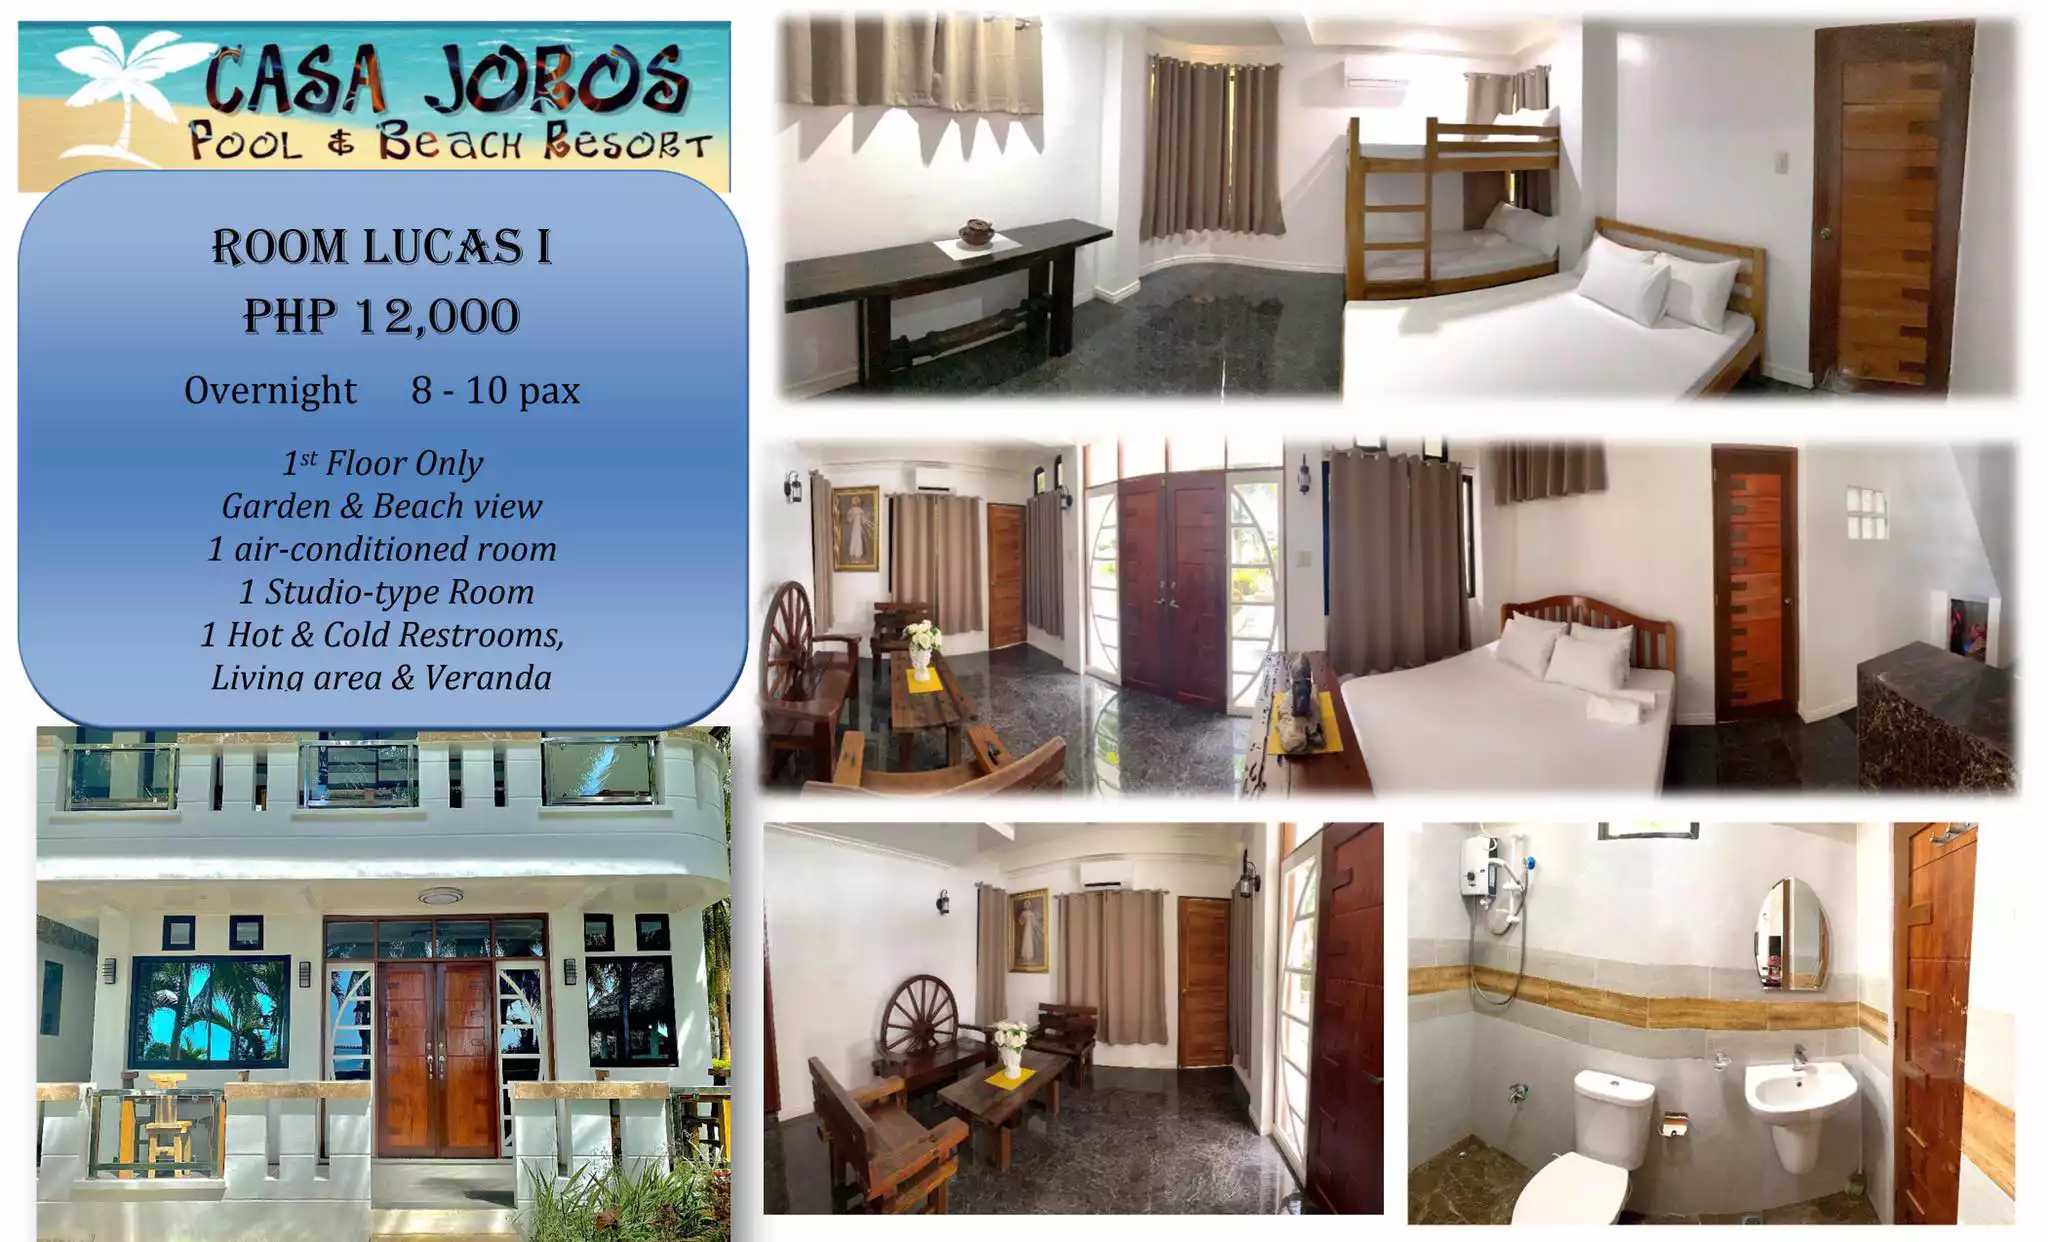 CASA JOROS
POOL & BEACH RESORT
ROOM LUCAS I
PHP 12,000
Overnight 8 - 10 pax
1st Floor Only
Garden & Beach view
1 air-conditioned room
1 Studio-type Room
1 Hot & Cold Restrooms,
Living area & Veranda